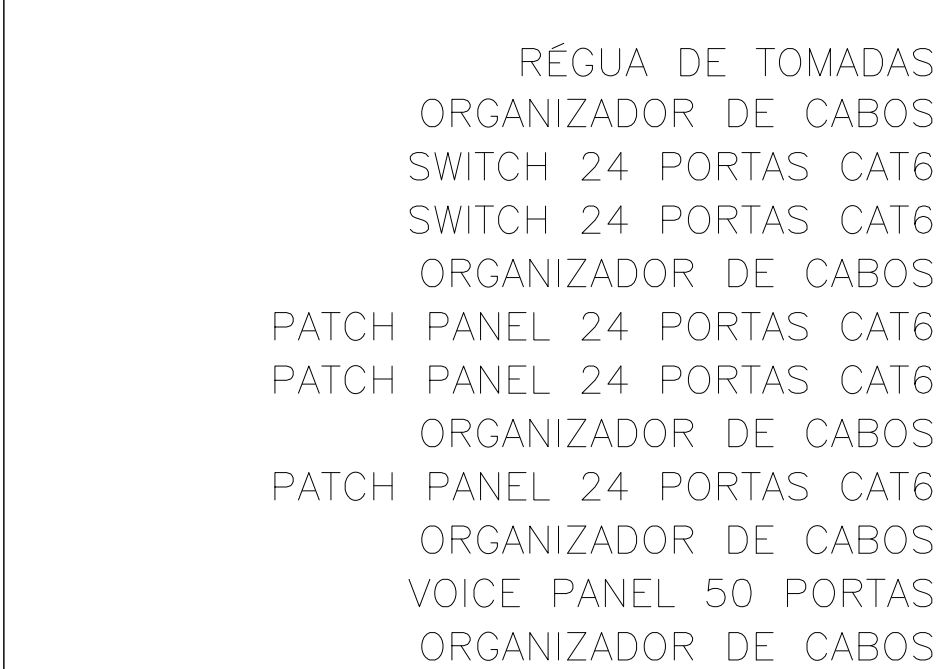 RÉGUA DE TOMADAS
ORGANIZADOR DE CABOS
SWITCH 24 PORTAS CAT6
SWITCH 24 PORTAS CAT6
ORGANIZADOR DE CABOS
PATCH PANEL 24 PORTAS CAT6
PATCH PANEL 24 PORTAS CAT6
ORGANIZADOR DE CABOS
PATCH PANEL 24 PORTAS CAT6
ORGANIZADOR DE CABOS
VOICE PANEL 50 PORTAS
ORGANIZADOR DE CABOS